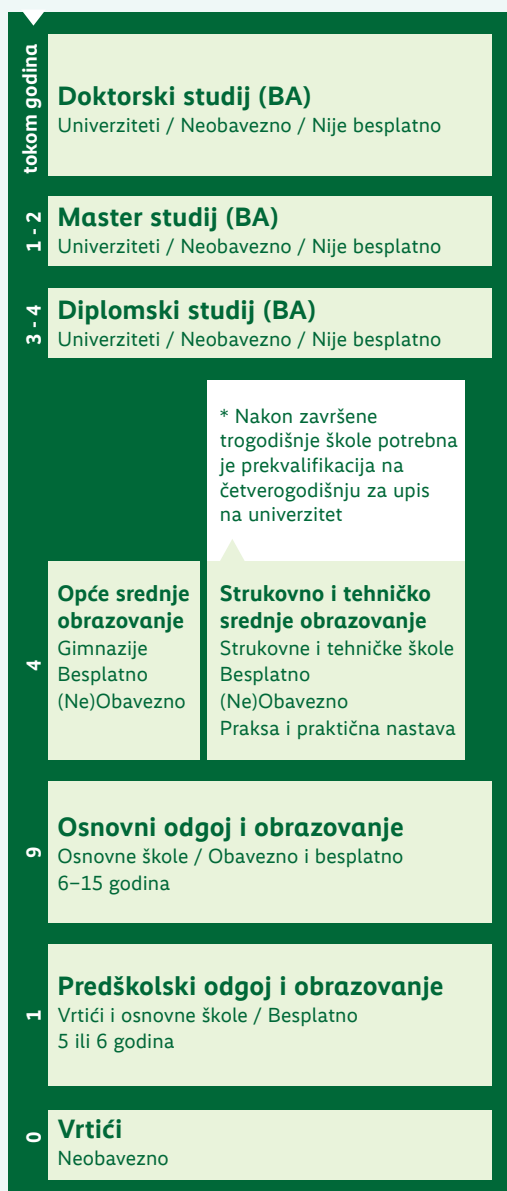 tokom godina
Doktorski studij (BA)
Univerziteti / Neobavezno / Nije besplatno
1 - 2
Master studij (BA)
Univerziteti / Neobavezno / Nije besplatno
3 - 4
Diplomski studij (BA)
Univerziteti / Neobavezno / Nije besplatno
* Nakon završene
trogodišnje škole potrebna
je prekvalifikacija na
četverogodišnju za upis
na univerzitet
4
Opće srednje
obrazovanje
Gimnazije
Besplatno
(Ne)Obavezno
Strukovno i tehničko
srednje obrazovanje
Strukovne i tehničke škole
Besplatno
(Ne)Obavezno
Praksa i praktična nastava
9
Osnovni odgoj i obrazovanje
Osnovne škole / Obavezno i besplatno
6–15 godina
1
Predškolski odgoj i obrazovanje
Vrtići i osnovne škole / Besplatno
5 ili 6 godina
0
Vrtići
Neobavezno